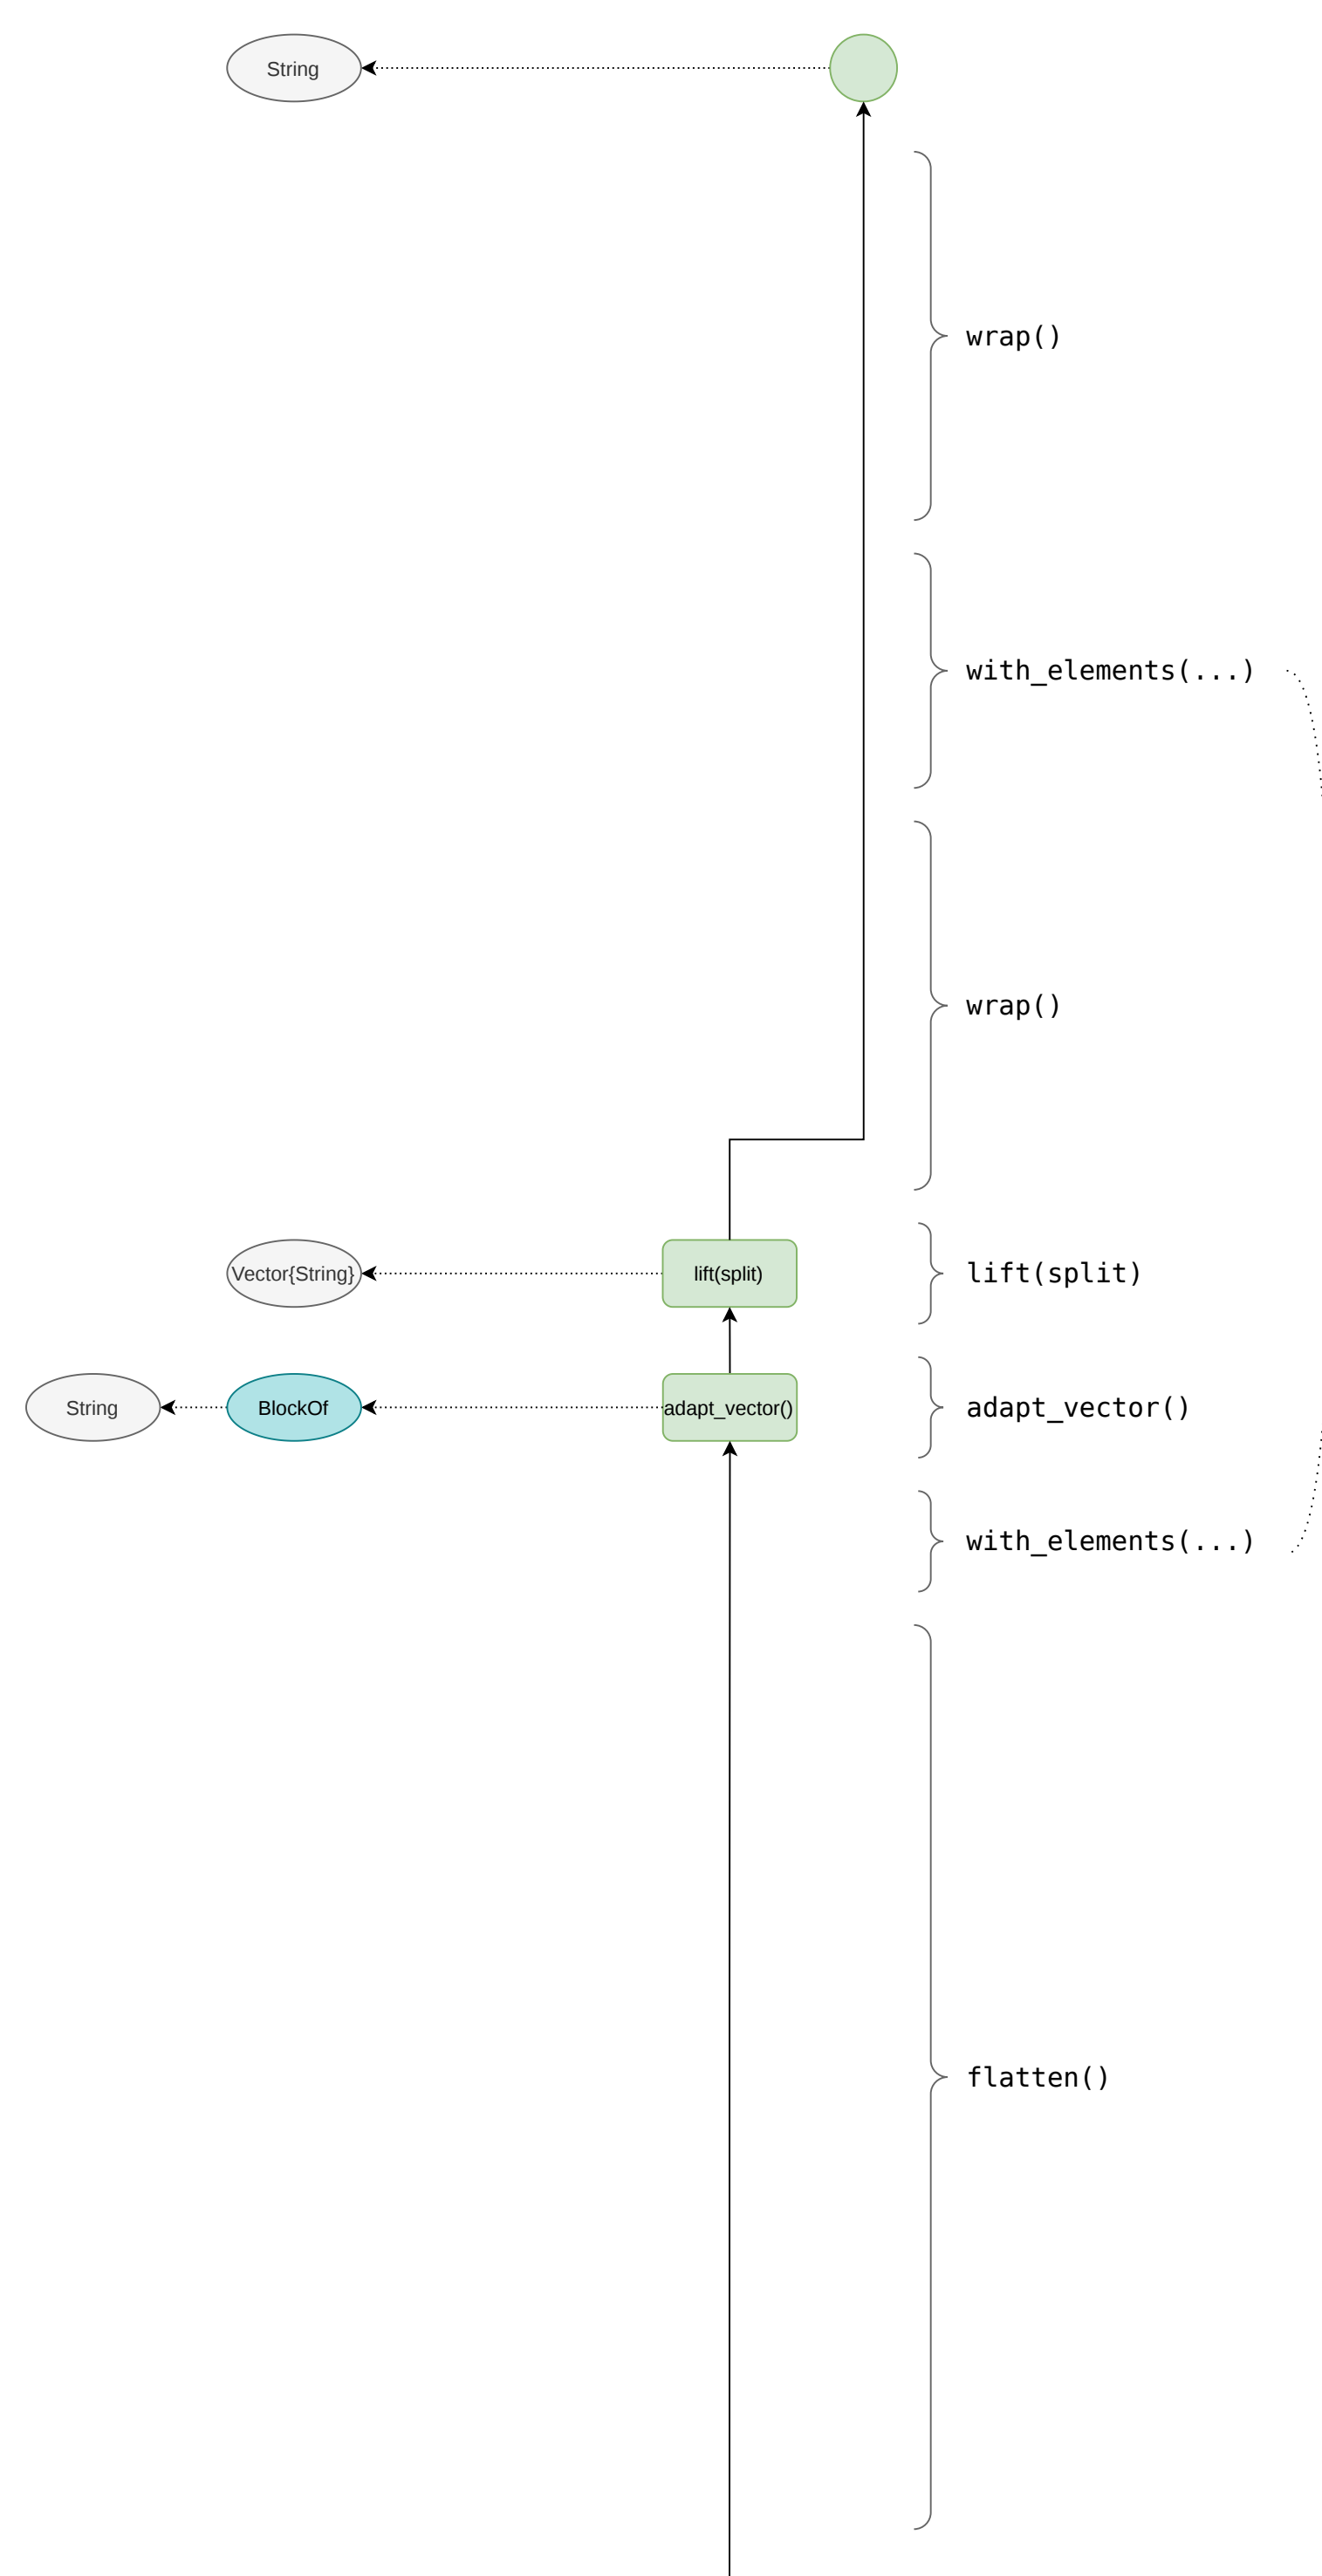 String
wrap()
with_elements(...)
wrap()
Vector{String}
lift(split)
lift(split)
String
BlockOf
adapt_vector()
adapt_vector()
with_elements(...)
flatten()